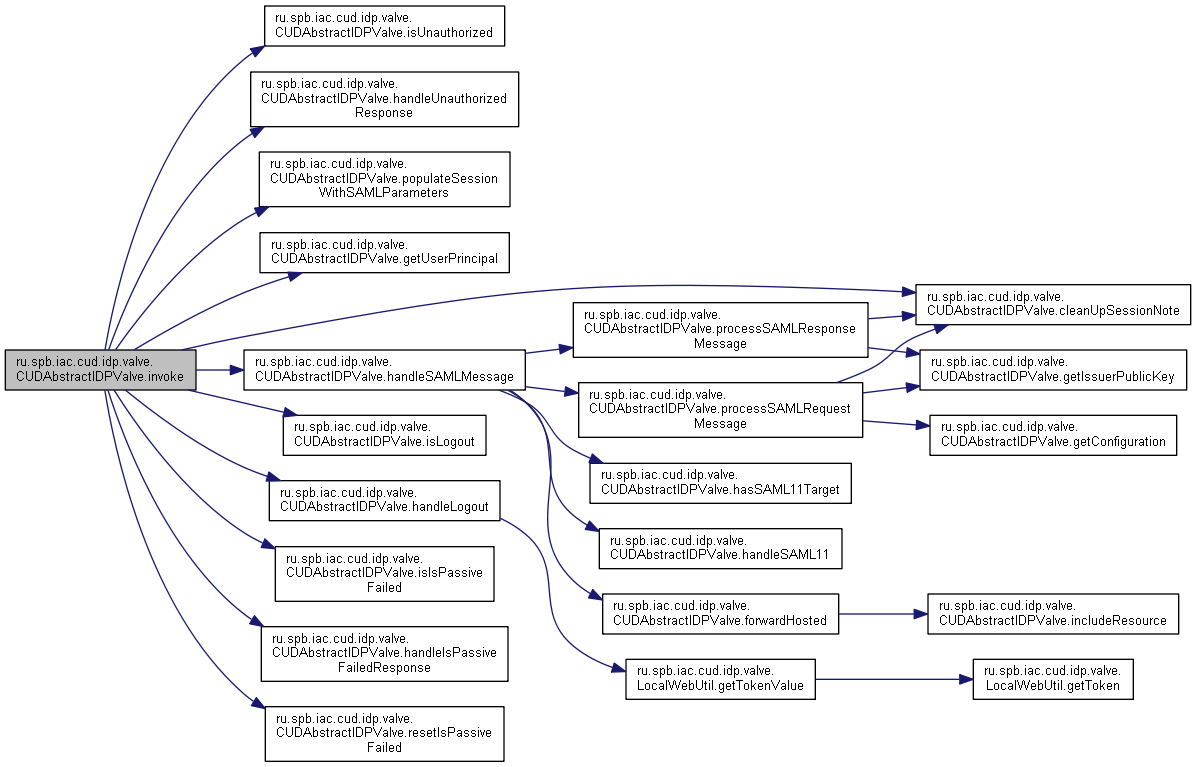 ru.spb.iac.cud.idp.valve.
CUDAbstractIDPValve.invoke
ru.spb.iac.cud.idp.valve.
CUDAbstractIDPValve.isUnauthorized
ru.spb.iac.cud.idp.valve.
CUDAbstractIDPValve.handleUnauthorized
Response
ru.spb.iac.cud.idp.valve.
CUDAbstractIDPValve.populateSession
WithSAMLParameters
ru.spb.iac.cud.idp.valve.
CUDAbstractIDPValve.getUserPrincipal
ru.spb.iac.cud.idp.valve.
CUDAbstractIDPValve.handleSAMLMessage
ru.spb.iac.cud.idp.valve.
CUDAbstractIDPValve.isLogout
ru.spb.iac.cud.idp.valve.
CUDAbstractIDPValve.handleLogout
ru.spb.iac.cud.idp.valve.
CUDAbstractIDPValve.isIsPassive
Failed
ru.spb.iac.cud.idp.valve.
CUDAbstractIDPValve.handleIsPassive
FailedResponse
ru.spb.iac.cud.idp.valve.
CUDAbstractIDPValve.resetIsPassive
Failed
ru.spb.iac.cud.idp.valve.
CUDAbstractIDPValve.processSAMLResponse
Message
ru.spb.iac.cud.idp.valve.
CUDAbstractIDPValve.processSAMLRequest
Message
ru.spb.iac.cud.idp.valve.
CUDAbstractIDPValve.hasSAML11Target
ru.spb.iac.cud.idp.valve.
CUDAbstractIDPValve.handleSAML11
ru.spb.iac.cud.idp.valve.
CUDAbstractIDPValve.forwardHosted
ru.spb.iac.cud.idp.valve.
LocalWebUtil.getTokenValue
ru.spb.iac.cud.idp.valve.
CUDAbstractIDPValve.cleanUpSessionNote
ru.spb.iac.cud.idp.valve.
CUDAbstractIDPValve.getIssuerPublicKey
ru.spb.iac.cud.idp.valve.
CUDAbstractIDPValve.getConfiguration
ru.spb.iac.cud.idp.valve.
CUDAbstractIDPValve.includeResource
ru.spb.iac.cud.idp.valve.
LocalWebUtil.getToken